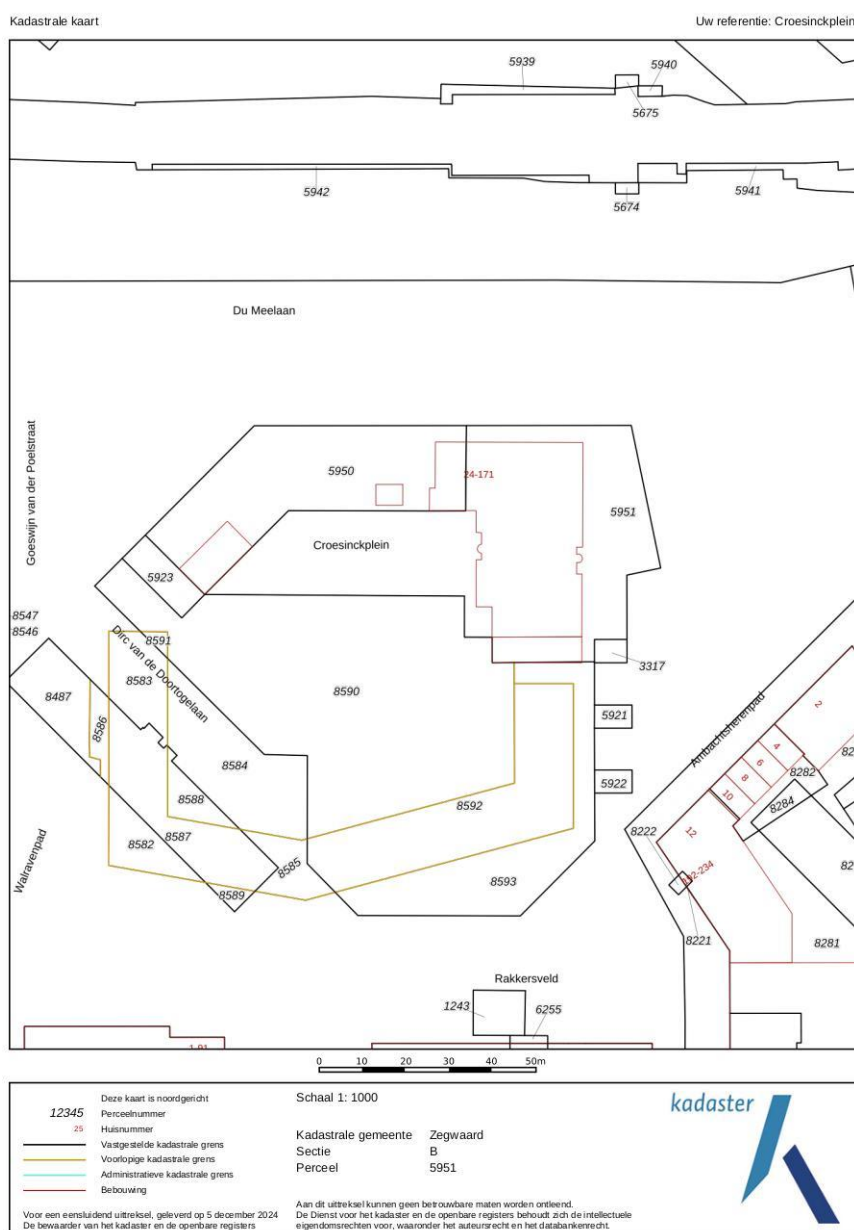 Kadastrale kaart
Uw referentie: Croesinckplein
5939
5940
5675
5942
5674
5941
Du Meelaan
Goeswijn van der Poelstraat
5950
24-171
5951
Croesinckplein
5923
8547
8546
Dirc van de Doortogelaan
8591
8583
8487
8586
8590
3317
5921
5922
Ambachtsherenpad
2
4
6
8
10
12
8282
8284
8584
8588
8592
8587
8582
8585
8589
8593
Walravenpad
8222
192-234
8221
8281
Rakkersveld
1243
6255
1-91
0 10 20 30 40 50m
Deze kaart is noordgericht
12345 Perceelnummer
25 Huisnummer
Vastgestelde kadastrale grens
Voorlopige kadastrale grens
Administratieve kadastrale grens
Bebouwing
Voor een eensluidend uittreksel, geleverd op 5 december 2024
De bewaarder van het kadaster en de openbare registers
Schaal 1: 1000
Kadastrale gemeente Zegwaard
Sectie B
Perceel 5951
Aan dit uittreksel kunnen geen betrouwbare maten worden ontleend.
De Dienst voor het kadaster en de openbare registers behoudt zich de intellectuele
eigendomsrechten voor, waaronder het auteursrecht en het databankenrecht.
kadaster